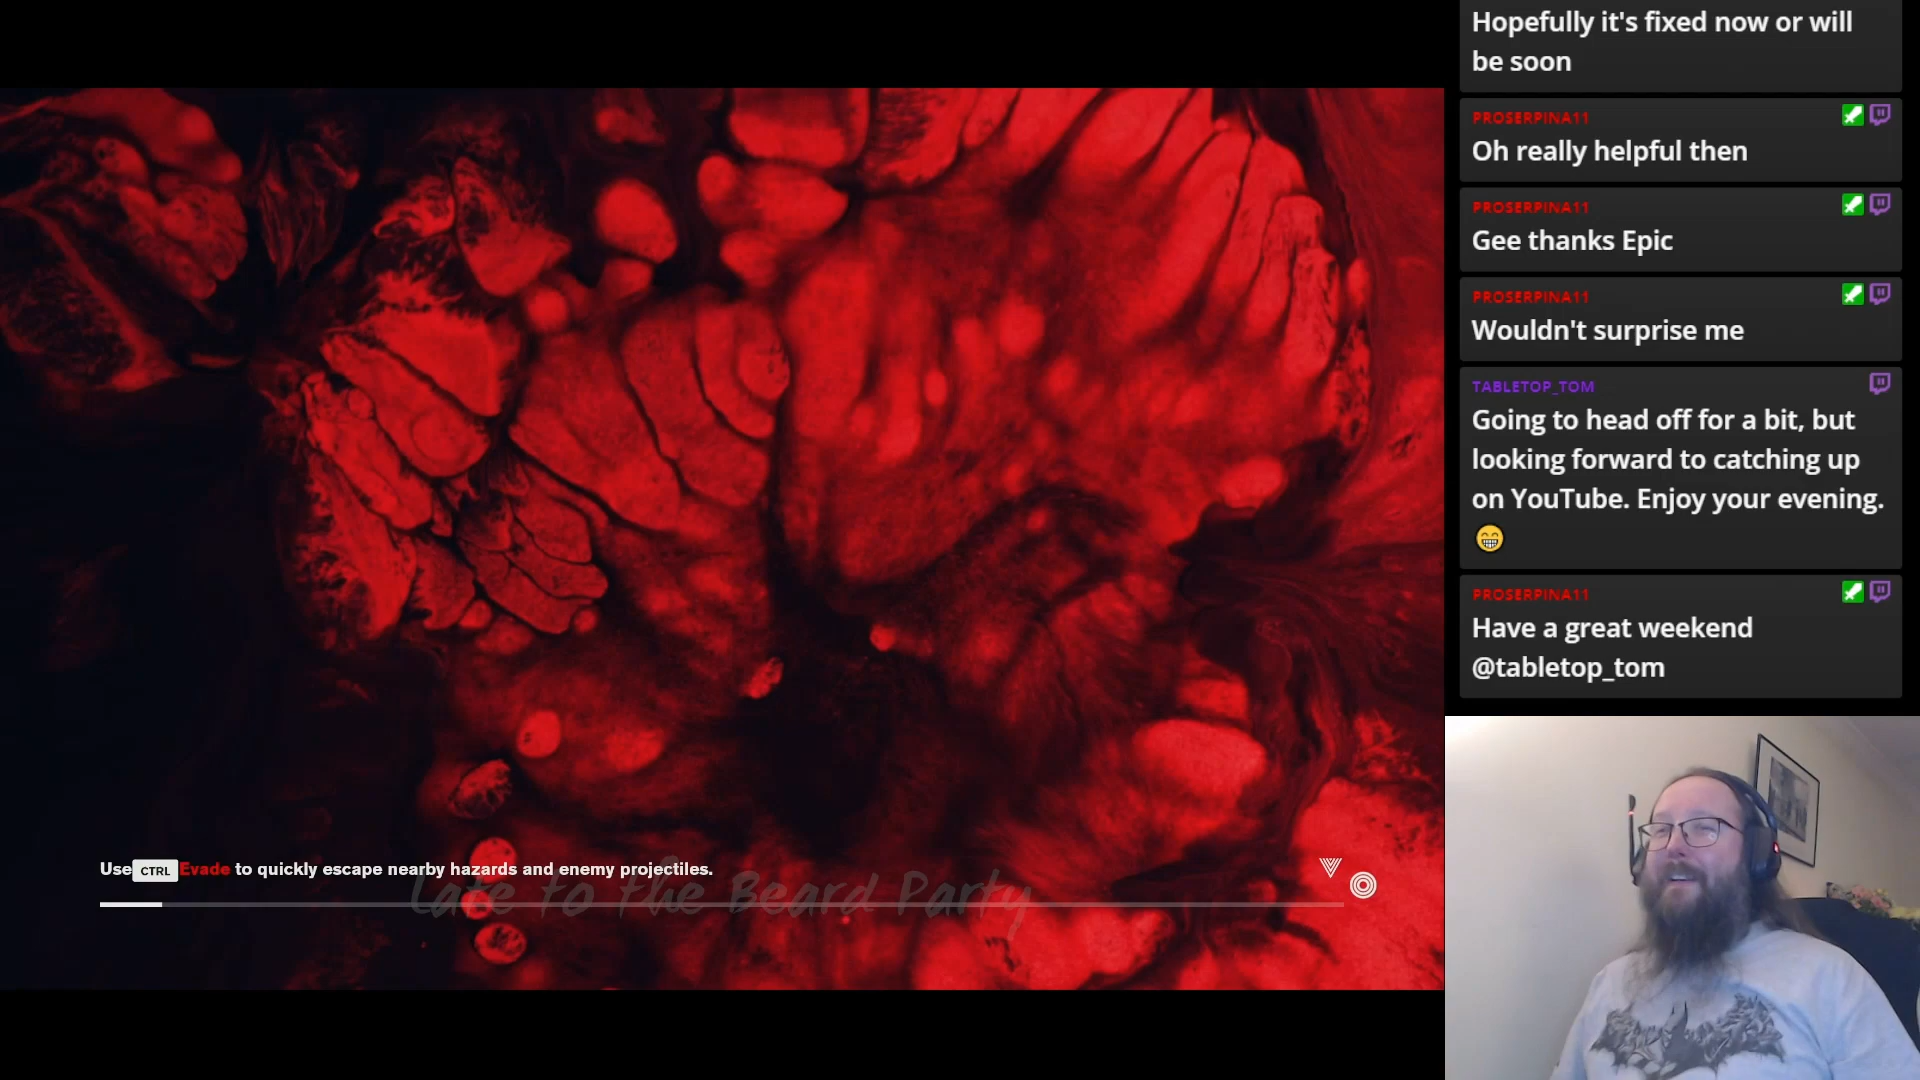 Hopefully it's fixed now or will
be soon
PROSERPINA11
Oh really helpful then
PROSERPINA11
Gee thanks Epic
PROSERPINA11
Wouldn't surprise me
TABLETOP_TOM
Going to head off for a bit, but
looking forward to catching up
on YouTube. Enjoy your evening.
PROSERPINA11
Have a great weekend
@tabletop_tom
Use CTRL Evade to quickly escape nearby hazards and enemy projectiles.
Late to the Beard Party